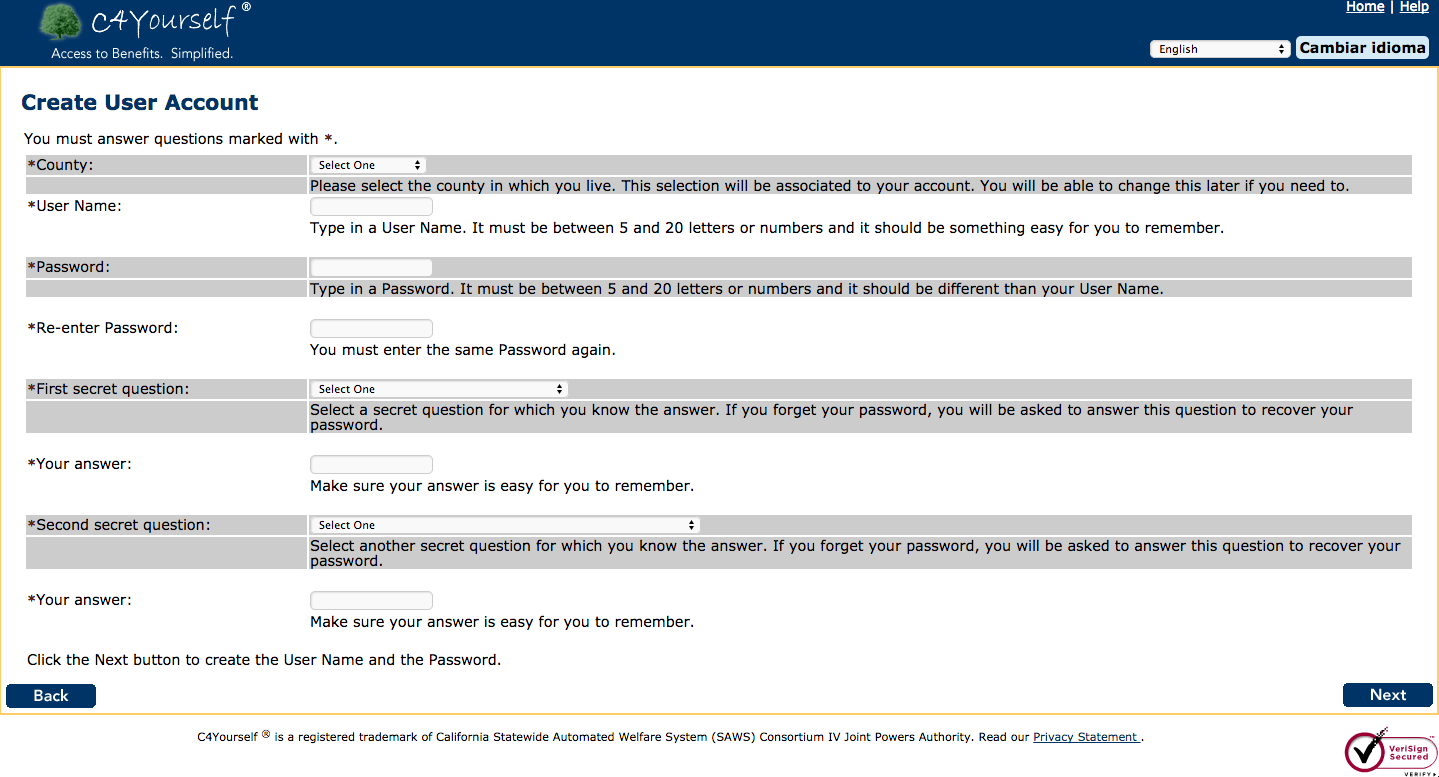 C4Yourself ®
Access to Benefits. Simplified.
Home | Help
English Cambiar idioma
Create User Account
You must answer questions marked with *.
*County: Select One
Please select the county in which you live. This selection will be associated to your account. You will be able to change this later if you need to.
*User Name:
Type in a User Name. It must be between 5 and 20 letters or numbers and it should be something easy for you to remember.
*Password:
Type in a Password. It must be between 5 and 20 letters or numbers and it should be different than your User Name.
*Re-enter Password:
You must enter the same Password again.
*First secret question: Select One
Select a secret question for which you know the answer. If you forget your password, you will be asked to answer this question to recover your
password.
*Your answer:
Make sure your answer is easy for you to remember.
*Second secret question: Select One
Select another secret question for which you know the answer. If you forget your password, you will be asked to answer this question to recover your
password.
*Your answer:
Make sure your answer is easy for you to remember.
Click the Next button to create the User Name and the Password.
Back Next
C4Yourself ® is a registered trademark of California Statewide Automated Welfare System (SAWS) Consortium IV Joint Powers Authority. Read our Privacy Statement .
VeriSign
Secured
VERIFY